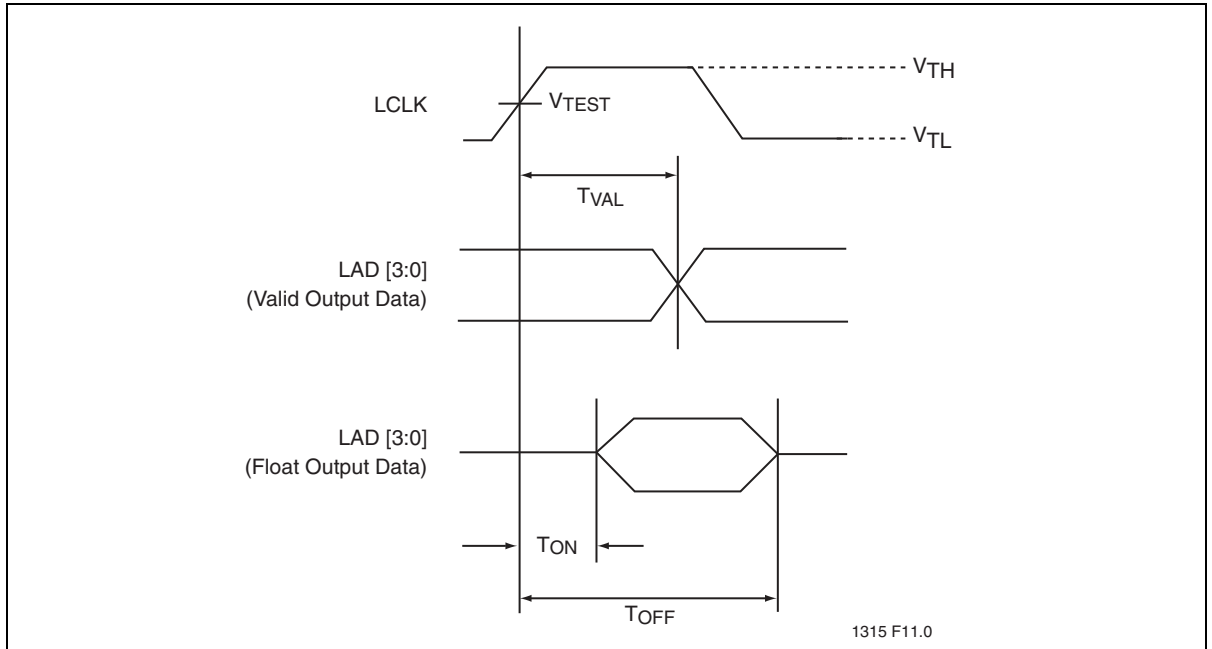 VTH
LCLK
VTEST
VTL
TVAL
LAD [3:0]
(Valid Output Data)
LAD [3:0]
(Float Output Data)
TON
TOFF
1315 F11.0